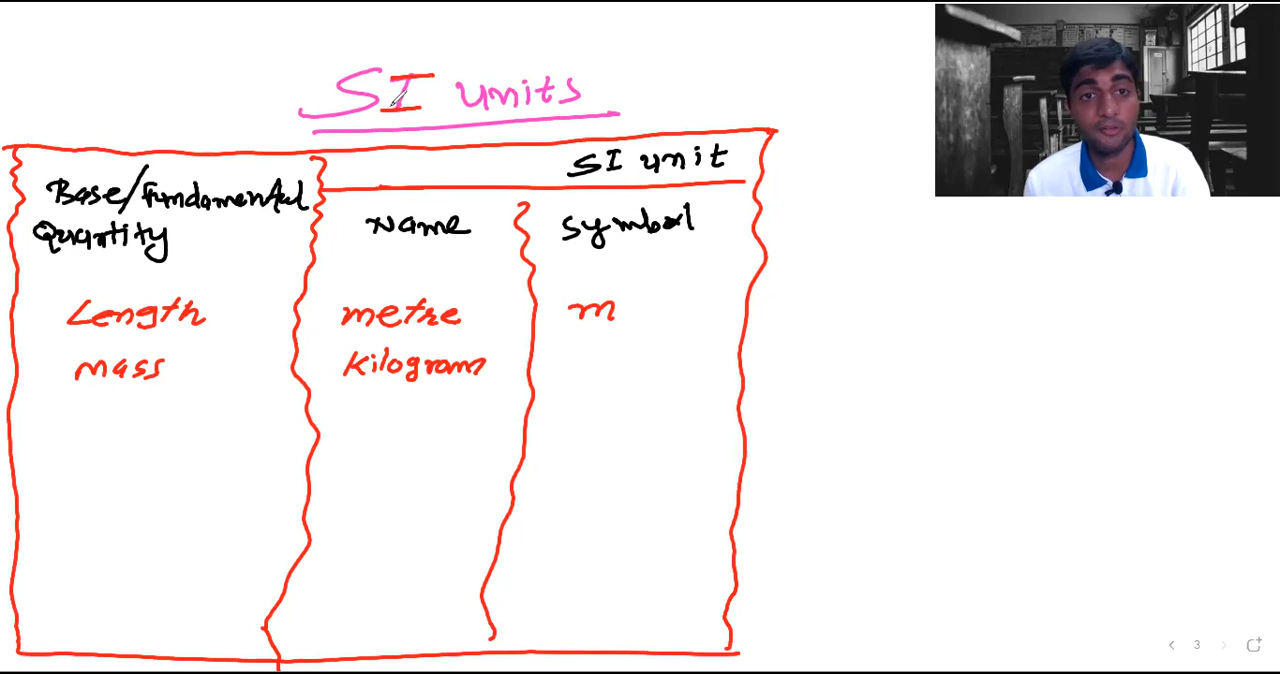 SI units
SI unit
Base/Fundamental
Quantity
Name
Symbol
Length
metre
m
mass
Kilogram
3